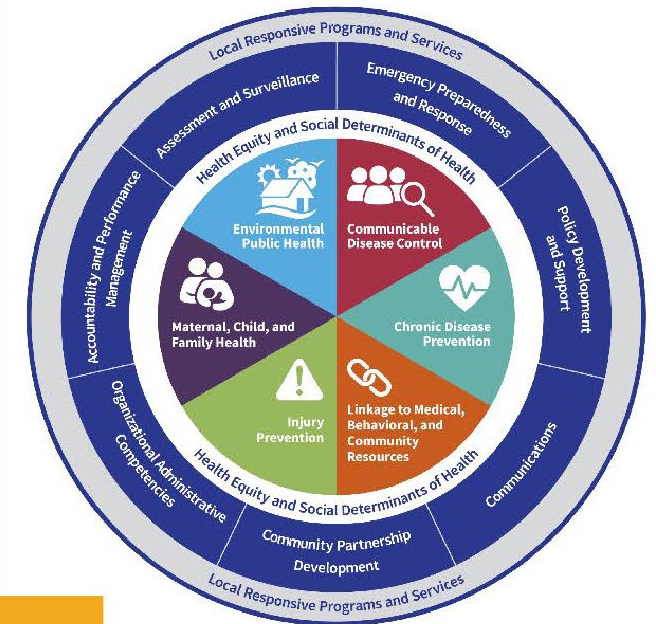 Local Responsive Programs and Services
Assessment and Surveillance
Emergency Preparedness
and Response
Policy Development
and Support
Communications
Community Partnership
Development
Organizational Administrative
Competencies
Accountability and Performance
Management
Health Equity and Social Determinants of Health
Environmental
Public Health
Communicable
Disease Control
Chronic Disease
Prevention
Linkage to Medical,
Behavioral, and
Community
Resources
Injury
Prevention
Maternal, Child, and
Family Health
Health Equity and Social Determinants of Health
Local Responsive Programs and Services